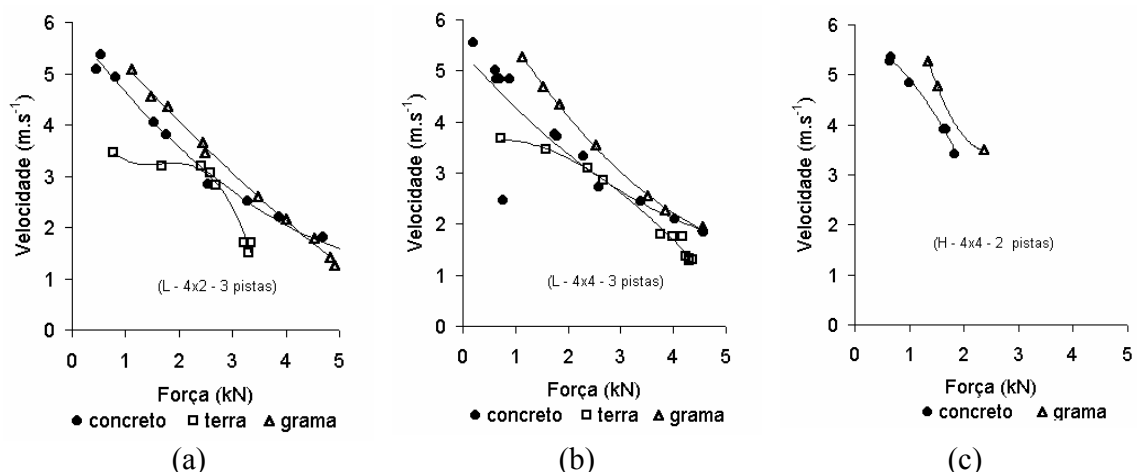 Velocidade (m.s-1)
6
5
4
3
2
1
0
(L - 4x2 - 3 pistas)
0 1 2 3 4 5
Força (kN)
concreto terra grama
(a)
Velocidade (m.s-1)
6
5
4
3
2
1
0
(L - 4x4 - 3 pistas)
0 1 2 3 4 5
Força (kN)
concreto terra grama
(b)
Velocidade (m.s-1)
6
5
4
3
2
1
0
(H - 4x4 - 2 pistas)
0 1 2 3 4 5
Força (kN)
concreto grama
(c)